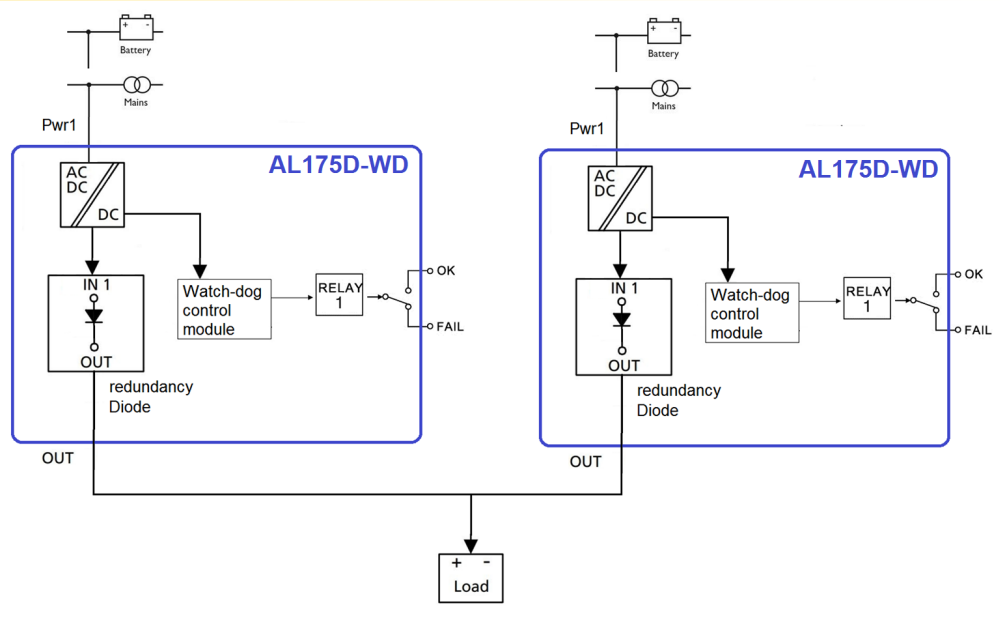 + -
Battery
Mains
Pwr1
AL175D-WD
AC
DC
DC
IN 1
OUT
redundancy
Diode
Watch-dog
control
module
RELAY
1
OK
FAIL
OUT
+ -
Battery
Mains
Pwr1
AL175D-WD
AC
DC
DC
IN 1
OUT
redundancy
Diode
Watch-dog
control
module
RELAY
1
OK
FAIL
OUT
+ -
Load